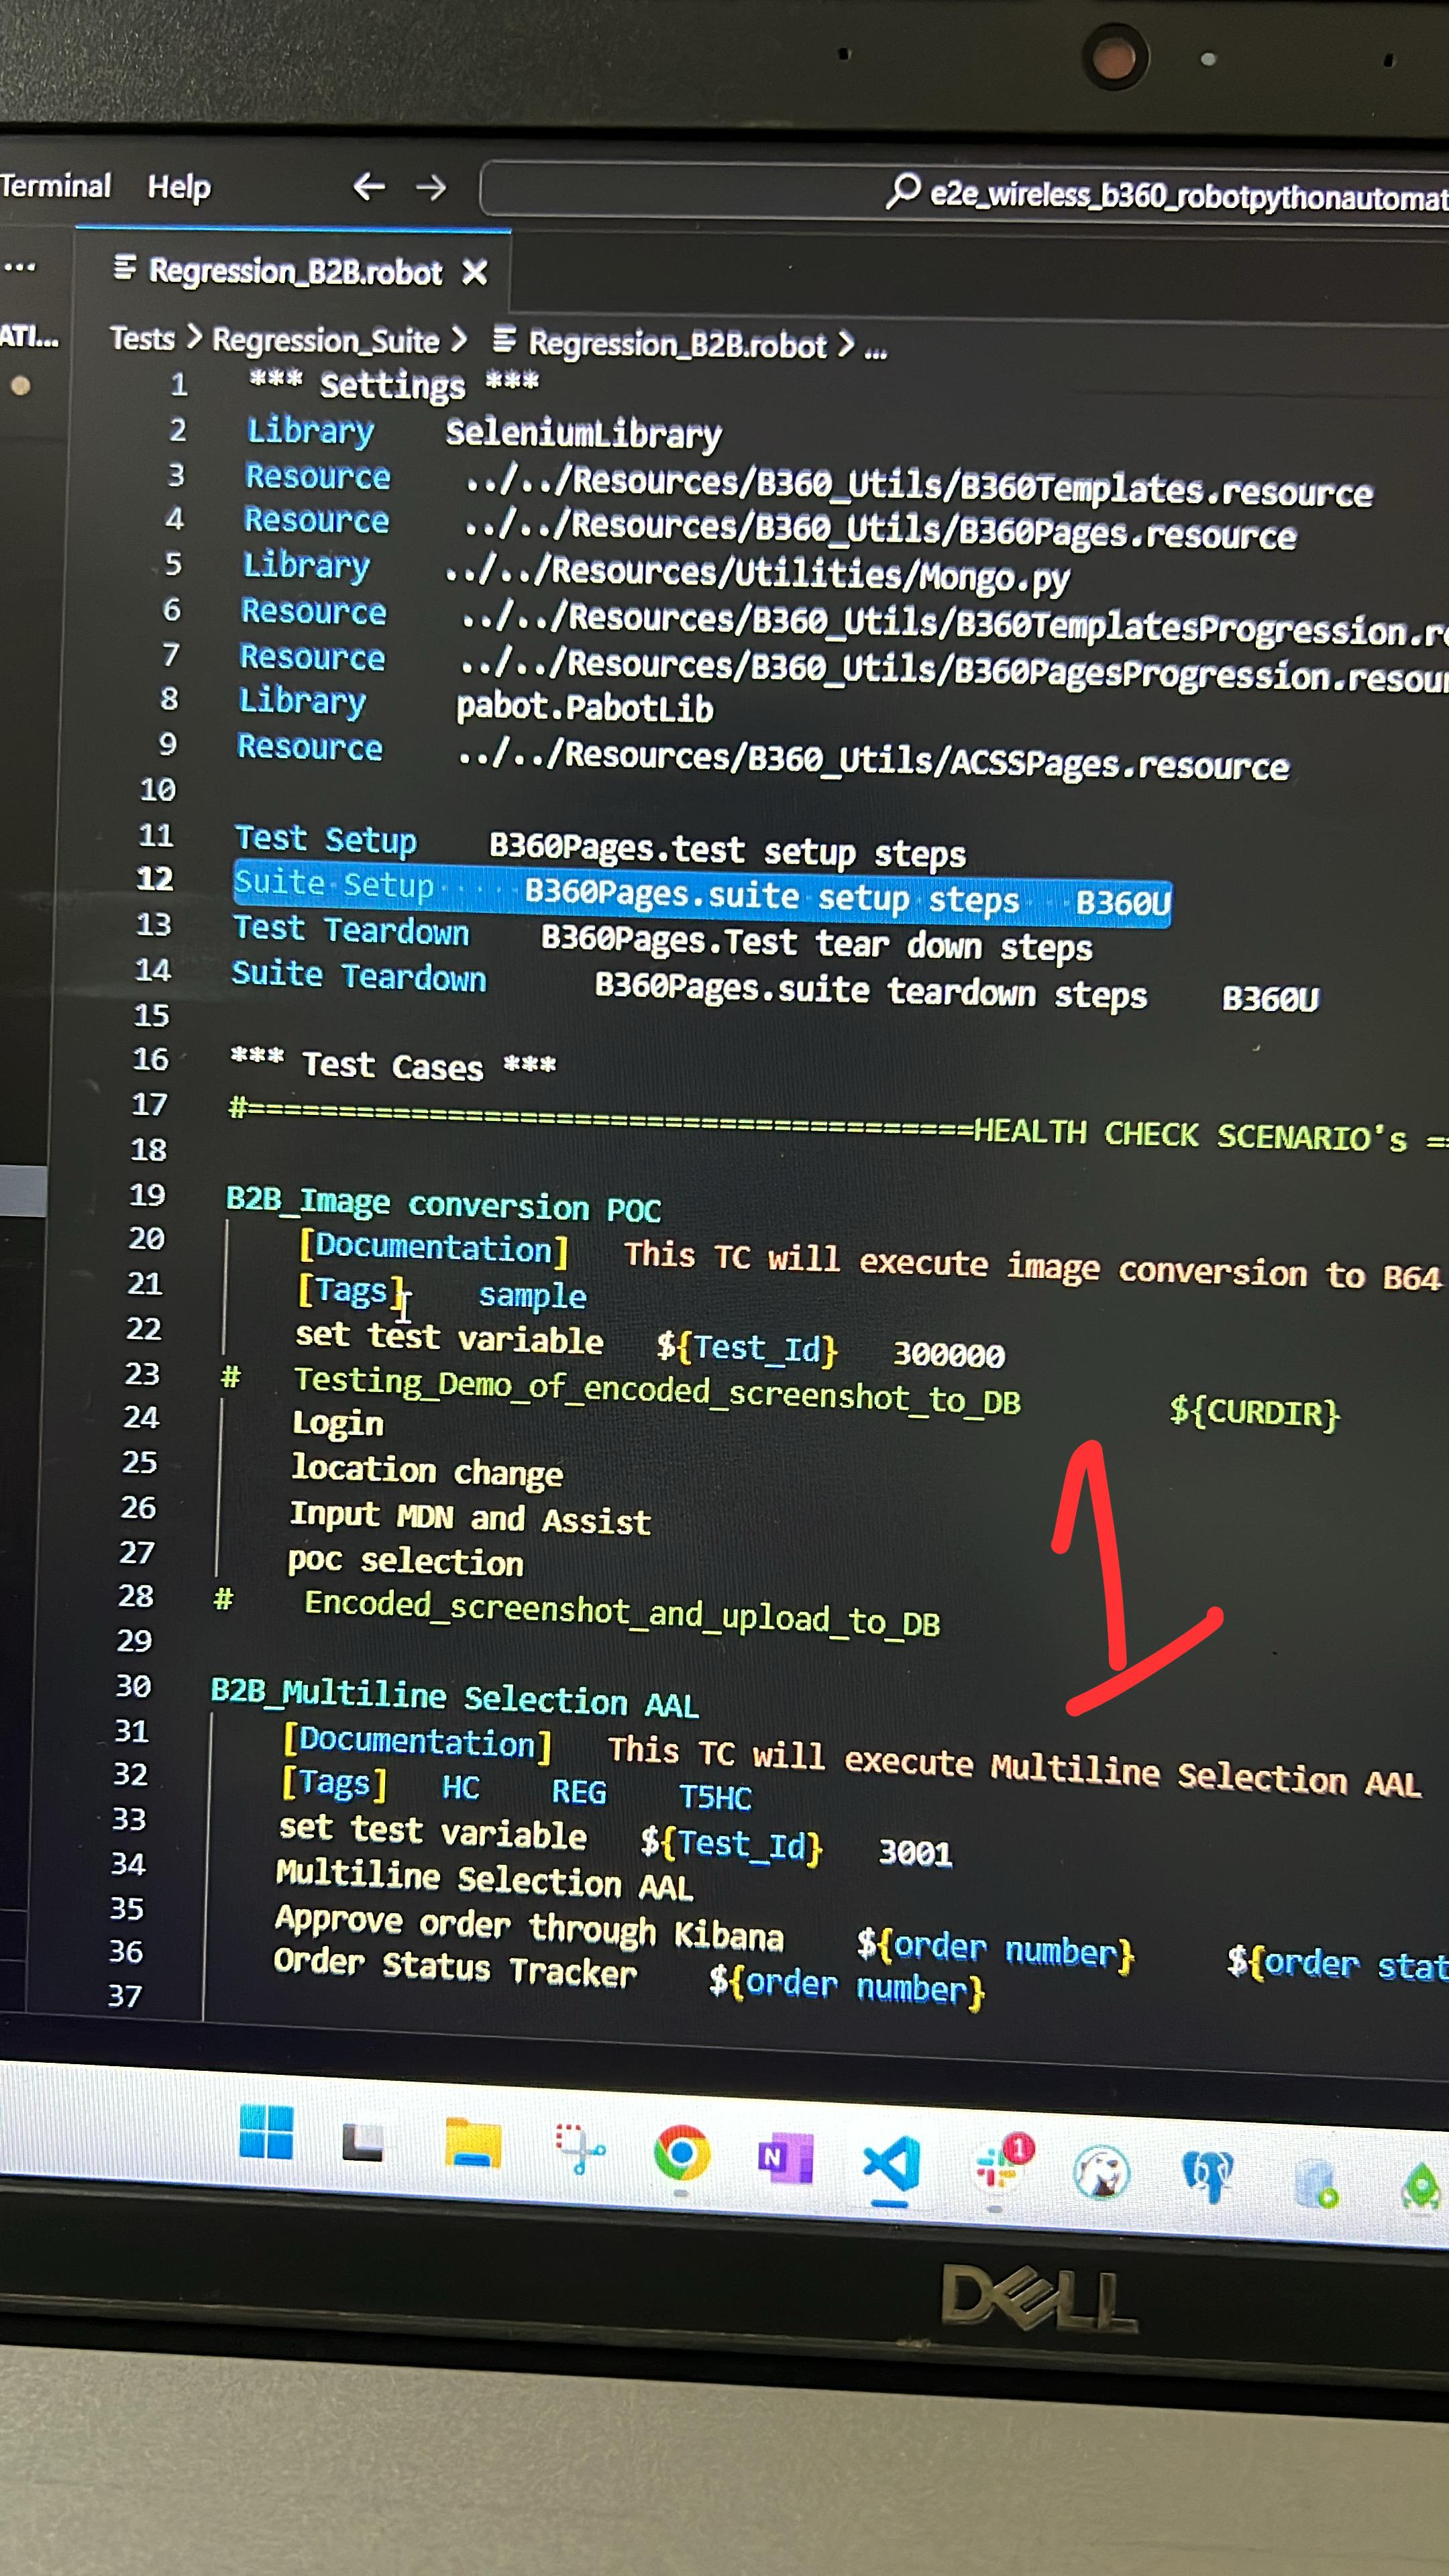 Terminal Help ← → e2e_wireless_b360_robotpythonautomat
... Regression_B2B.robot X
ATI... Tests > Regression_Suite > Regression_B2B.robot > ...
1 *** Settings ***
2 Library SeleniumLibrary
3 Resource ../../Resources/B360_Utils/B360Templates.resource
4 Resource ../../Resources/B360_Utils/B360Pages.resource
5 Library ../../Resources/Utilities/Mongo.py
6 Resource ../../Resources/B360_Utils/B360TemplatesProgression.re
7 Resource ../../Resources/B360_Utils/B360PagesProgression.resour
8 Library pabot.PabotLib
9 Resource ../../Resources/B360_Utils/ACSSPages.resource
10
11 Test Setup B360Pages.test setup steps
12 Suite Setup B360Pages.suite setup steps B360U
13 Test Teardown B360Pages.Test tear down steps
14 Suite Teardown B360Pages.suite teardown steps B360U
15
16 *** Test Cases ***
17 #========================================HEALTH CHECK SCENARIO's ==
18
19 B2B_Image conversion POC
20 [Documentation] This TC will execute image conversion to B64
21 [Tags] sample
22 set test variable ${Test_Id} 300000
23 # Testing_Demo_of_encoded_screenshot_to_DB ${CURDIR}
24 Login
25 location change
26 Input MDN and Assist
27 poc selection
28 # Encoded_screenshot_and_upload_to_DB
29
30 B2B_Multiline Selection AAL
31 [Documentation] This TC will execute Multiline Selection AAL
32 [Tags] HC REG T5HC
33 set test variable ${Test_Id} 3001
34 Multiline Selection AAL
35 Approve order through Kibana ${order number} ${order stat
36 Order Status Tracker ${order number}
37
1
N 1
DELL